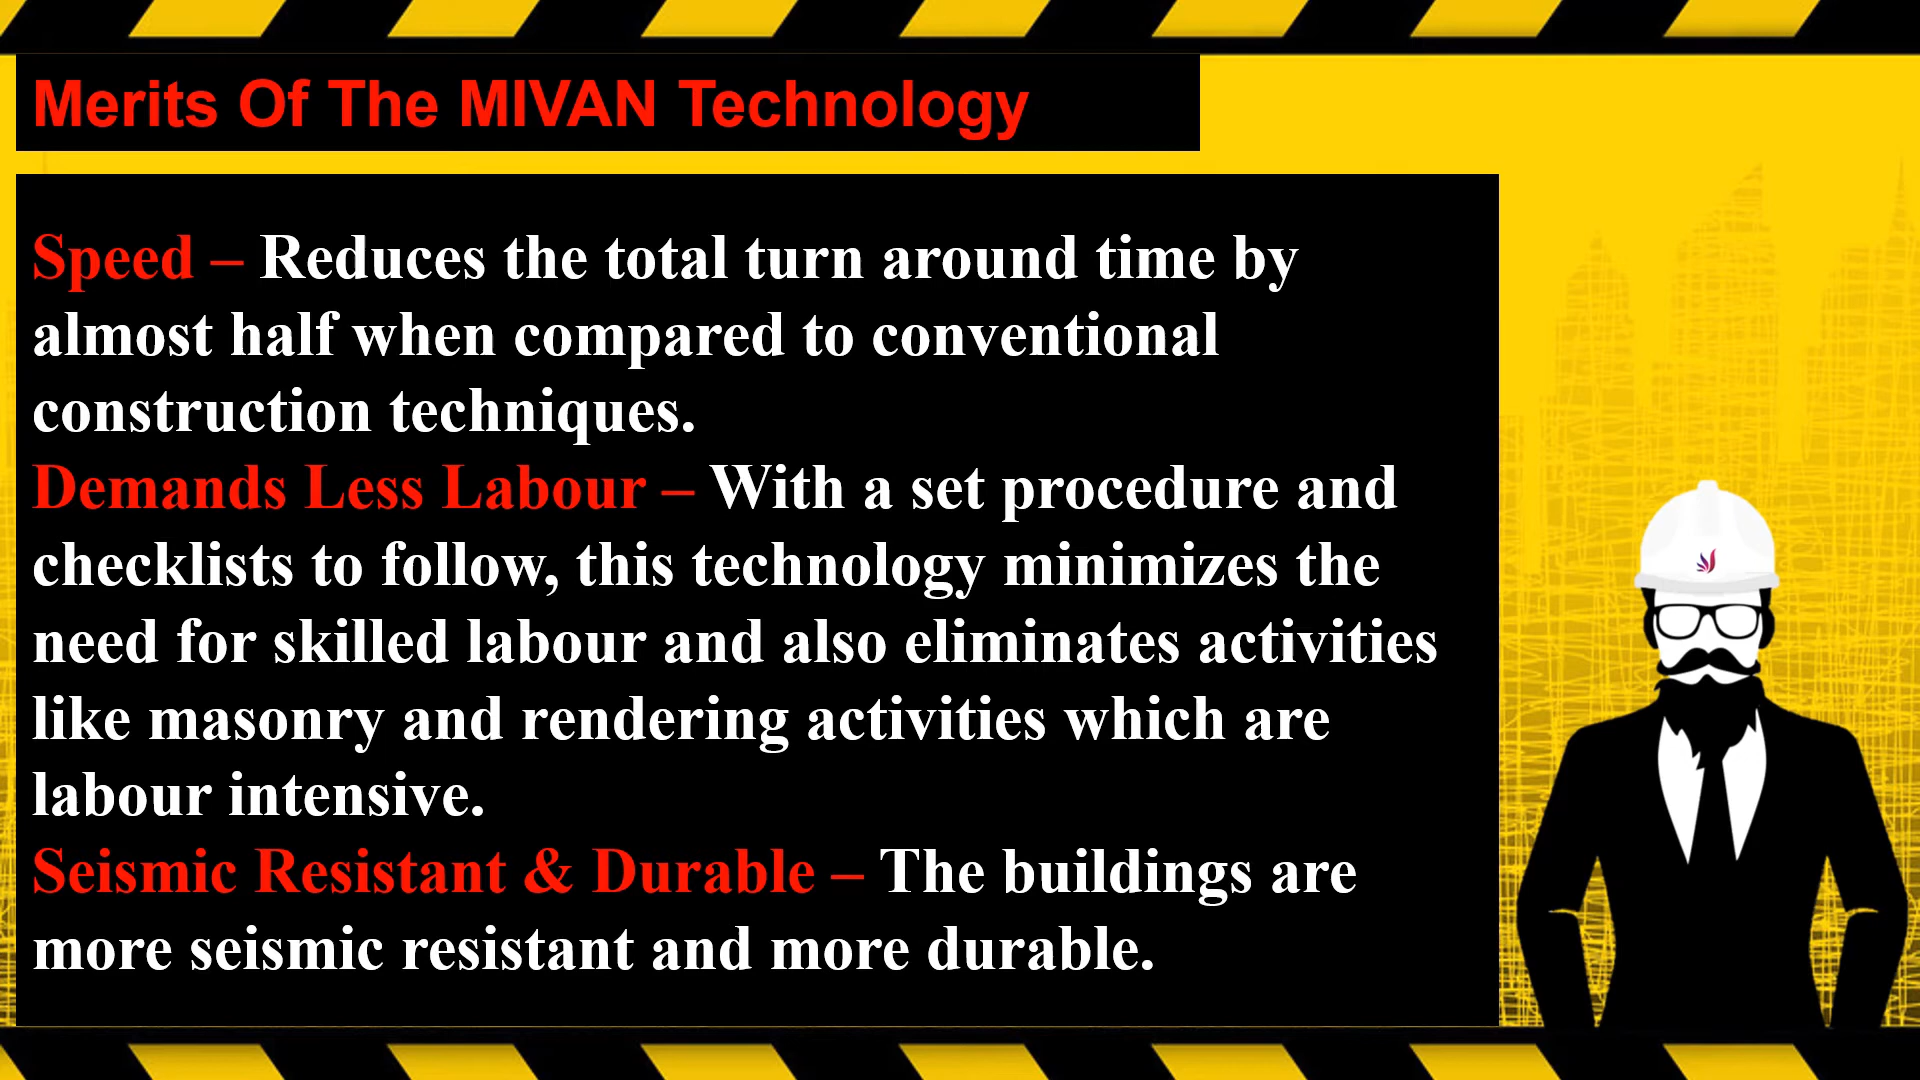 Merits Of The MIVAN Technology
Speed – Reduces the total turn around time by
almost half when compared to conventional
construction techniques.
Demands Less Labour – With a set procedure and
checklists to follow, this technology minimizes the
need for skilled labour and also eliminates activities
like masonry and rendering activities which are
labour intensive.
Seismic Resistant & Durable – The buildings are
more seismic resistant and more durable.